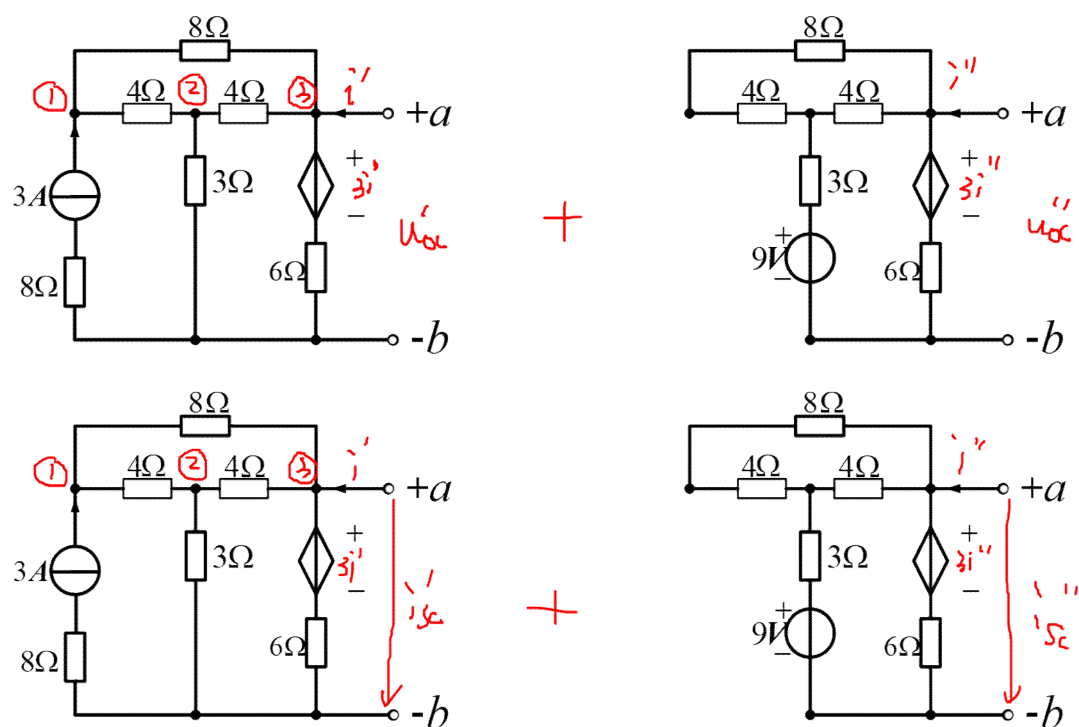 8Ω
8Ω
① 4Ω ② 4Ω ③ i' +a
4Ω 4Ω i'' +a
3A 3Ω + 3i' − u'oc
+
3Ω + 3i'' − u''oc
8Ω 6Ω -b
9V + − 6Ω -b
8Ω
8Ω
① 4Ω ② 4Ω ③ i' +a
4Ω 4Ω i'' +a
3A 3Ω + 3i' − i'sc
+
3Ω + 3i'' − i''sc
8Ω 6Ω -b
9V + − 6Ω -b